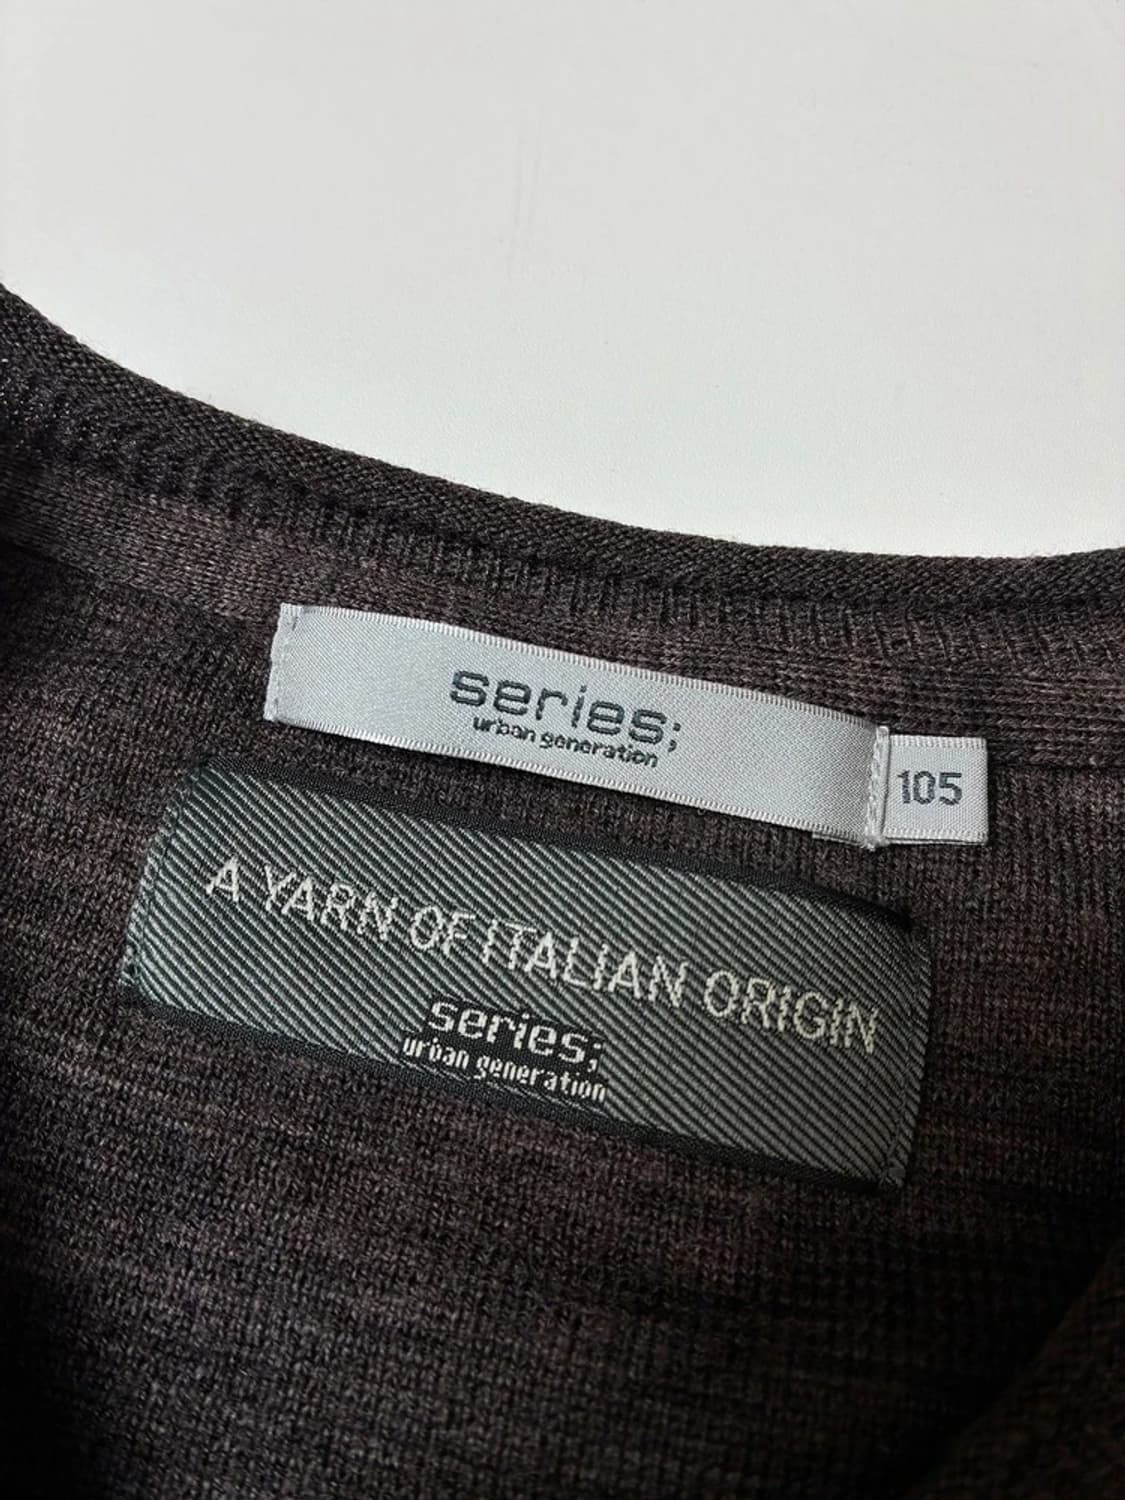 series;
urban generation
105
A YARN OF ITALIAN ORIGIN
series;
urban generation